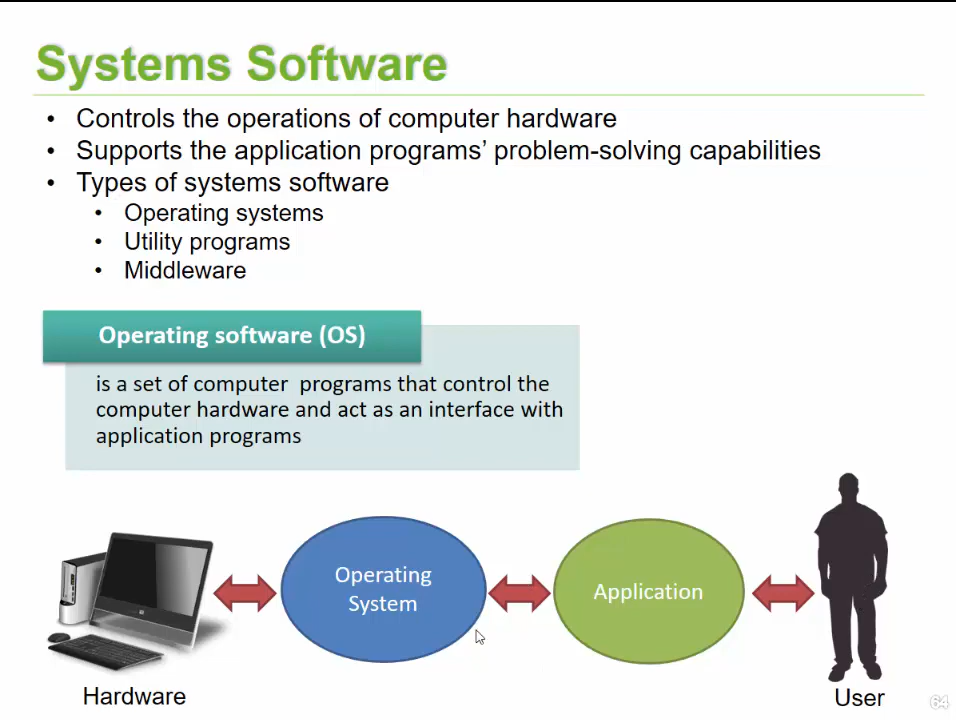 Systems Software
• Controls the operations of computer hardware
• Supports the application programs’ problem-solving capabilities
• Types of systems software
• Operating systems
• Utility programs
• Middleware
Operating software (OS)
is a set of computer programs that control the
computer hardware and act as an interface with
application programs
Operating
System
Application
Hardware
User
64